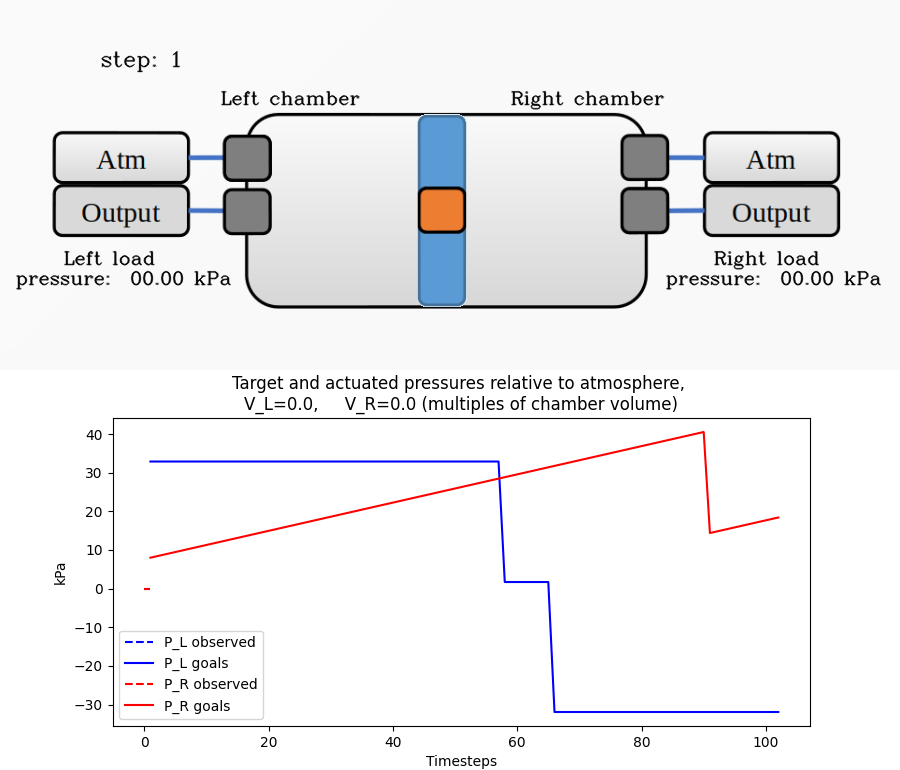 step: 1
Left chamber
Right chamber
Atm
Atm
Output
Output
Left load
pressure: 00.00 kPa
Right load
pressure: 00.00 kPa
Target and actuated pressures relative to atmosphere,
V_L=0.0, V_R=0.0 (multiples of chamber volume)
kPa
40
30
20
10
0
−10
−20
−30
P_L observed
P_L goals
P_R observed
P_R goals
0
20
40
60
80
100
Timesteps